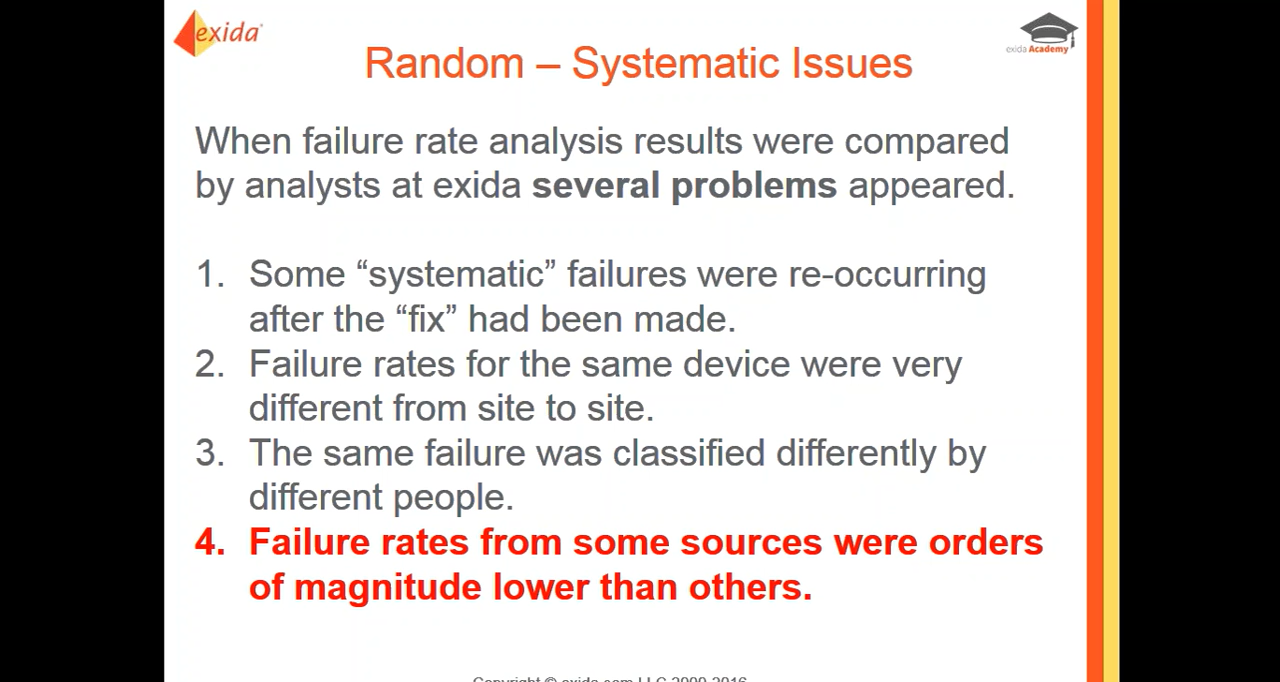 exida
exida Academy
Random – Systematic Issues
When failure rate analysis results were compared
by analysts at exida several problems appeared.
1. Some “systematic” failures were re-occurring
after the “fix” had been made.
2. Failure rates for the same device were very
different from site to site.
3. The same failure was classified differently by
different people.
4. Failure rates from some sources were orders
of magnitude lower than others.
Copyright © exida.com LLC 2000-2016